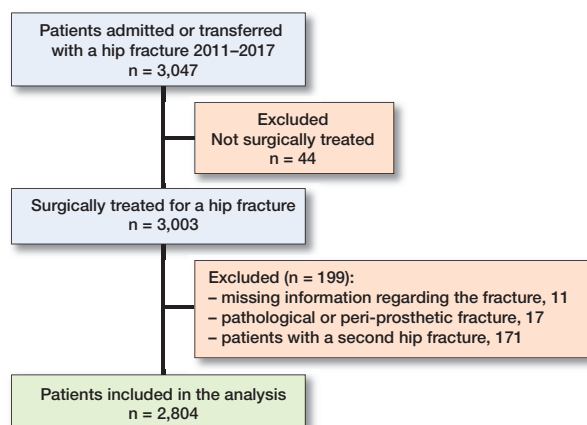 Patients admitted or transferred
with a hip fracture 2011–2017
n = 3,047
Excluded
Not surgically treated
n = 44
Surgically treated for a hip fracture
n = 3,003
Excluded (n = 199):
– missing information regarding the fracture, 11
– pathological or peri-prosthetic fracture, 17
– patients with a second hip fracture, 171
Patients included in the analysis
n = 2,804